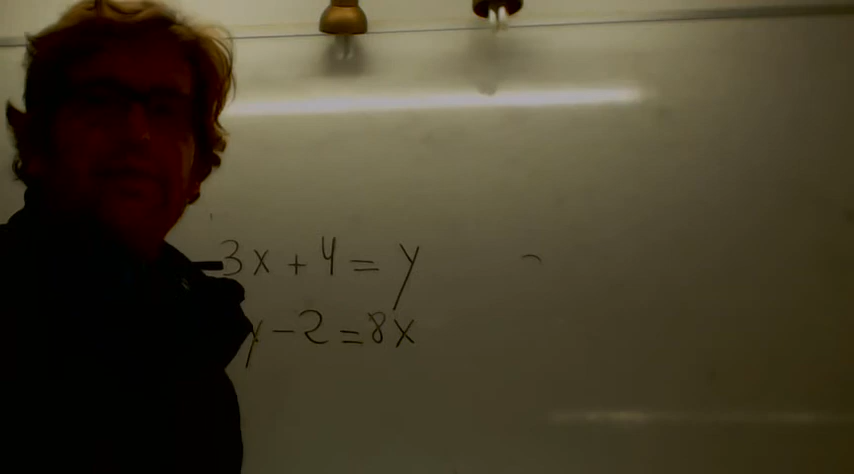 3x + 4 = y
y - 2 = 8x